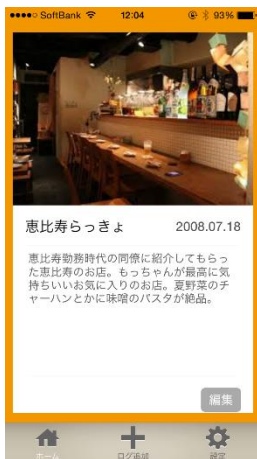 SoftBank 12:04 93%
恵比寿らっきょ 2008.07.18
恵比寿勤務時代の同僚に紹介してもらっ
た恵比寿のお店。もっちゃんが最高に気
持ちいいお気に入りのお店。夏野菜のチ
ャーハンとかに味噌のパスタが絶品。
編集
ホーム ログ追加 設定